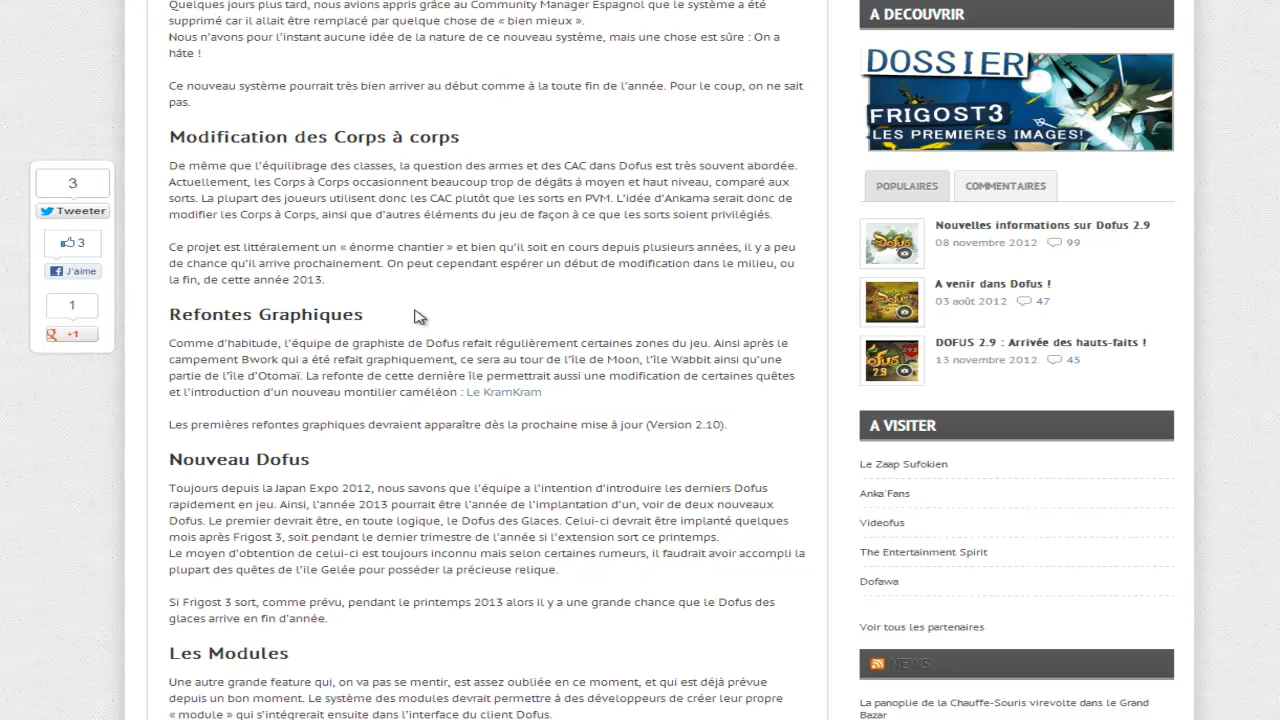 Quelques jours plus tard, nous avions appris grâce au Community Manager Espagnol que le système a été
supprimé car il allait être remplacé par quelque chose de « bien mieux ».
Nous n'avons pour l'instant aucune idée de la nature de ce nouveau système, mais une chose est sûre : On a
hâte !
Ce nouveau système pourrait très bien arriver au début comme à la toute fin de l'année. Pour le coup, on ne sait
pas.
Modification des Corps à corps
De même que l'équilibrage des classes, la question des armes et des CAC dans Dofus est très souvent abordée.
Actuellement, les Corps à Corps occasionnent beaucoup trop de dégâts à moyen et haut niveau, comparé aux
sorts. La plupart des joueurs utilisent donc les CAC plutôt que les sorts en PVM. L'idée d'Ankama serait donc de
modifier les Corps à Corps, ainsi que d'autres éléments du jeu de façon à ce que les sorts soient privilégiés.
Ce projet est littéralement un « énorme chantier » et bien qu'il soit en cours depuis plusieurs années, il y a peu
de chance qu'il arrive prochainement. On peut cependant espérer un début de modification dans le milieu, ou
la fin, de cette année 2013.
Refontes Graphiques
Comme d'habitude, l'équipe de graphiste de Dofus refait régulièrement certaines zones du jeu. Ainsi après le
campement Bwork qui a été refait graphiquement, ce sera au tour de l'île de Moon, l'île Wabbit Ainsi qu'une
partie de l'île d'Otomaï. La refonte de cette dernière île permettrait aussi une modification de certaines quêtes
et l'introduction d'un nouveau montilier caméléon : Le KramKram
Les premières refontes graphiques devraient apparaître dès la prochaine mise à jour (Version 2.10).
Nouveau Dofus
Toujours depuis la Japan Expo 2012, nous savons que l'équipe a l'intention d'introduire les derniers Dofus
rapidement en jeu. Ainsi, l'année 2013 pourrait être l'année de l'implantation d'un, voir de deux nouveaux
Dofus. Le premier devrait être, en toute logique, le Dofus des Glaces. Celui-ci devrait être implanté quelques
mois après Frigost 3, soit pendant le dernier trimestre de l'année si l'extension sort ce printemps.
Le moyen d'obtention de celui-ci est toujours inconnu mais selon certaines rumeurs, il faudrait avoir accompli la
plupart des quêtes de l'île Gelée pour posséder la précieuse relique.
Si Frigost 3 sort, comme prévu, pendant le printemps 2013 alors il y a une grande chance que le Dofus des
glaces arrive en fin d'année.
Les Modules
Une autre grande feature qui, on va pas se mentir, est assez oubliée en ce moment, et qui est déjà prévue
depuis un bon moment. Le système des modules devrait permettre à des développeurs de créer leur propre
« module » qui s'intégrerait ensuite dans l'interface du client Dofus.
3
Tweeter
3
J'aime
1
+1
A DECOUVRIR
DOSSIER
FRIGOST3
LES PREMIERES IMAGES!
POPULAIRES
COMMENTAIRES
Nouvelles informations sur Dofus 2.9
08 novembre 2012 99
A venir dans Dofus !
03 août 2012 47
DOFUS 2.9 : Arrivée des hauts-faits !
13 novembre 2012 45
A VISITER
Le Zaap Sufokien
Anka'Fans
Videofus
The Entertainment Spirit
Dofawa
Voir tous les partenaires
NEWS
La panoplie de la Chauffe-Souris virevolte dans le Grand
Bazar